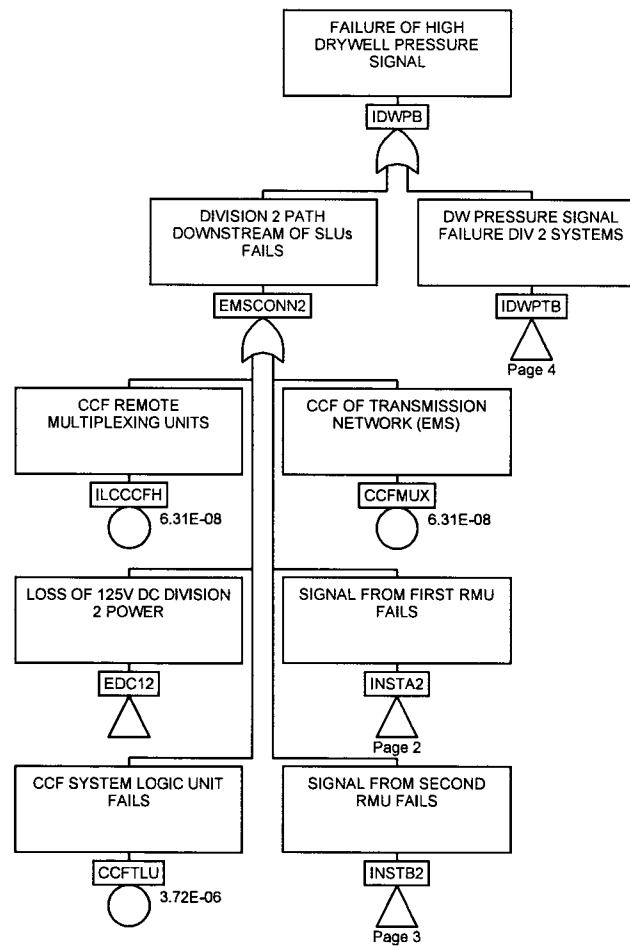 FAILURE OF HIGH
DRYWELL PRESSURE
SIGNAL
IDWPB
DIVISION 2 PATH
DOWNSTREAM OF SLUs
FAILS
EMSCONN2
DW PRESSURE SIGNAL
FAILURE DIV 2 SYSTEMS
IDWPTB
Page 4
CCF REMOTE
MULTIPLEXING UNITS
ILCCCFH
6.31E-08
CCF OF TRANSMISSION
NETWORK (EMS)
CCFMUX
6.31E-08
LOSS OF 125V DC DIVISION
2 POWER
EDC12
SIGNAL FROM FIRST RMU
FAILS
INSTA2
Page 2
CCF SYSTEM LOGIC UNIT
FAILS
CCFTLU
3.72E-06
SIGNAL FROM SECOND
RMU FAILS
INSTB2
Page 3